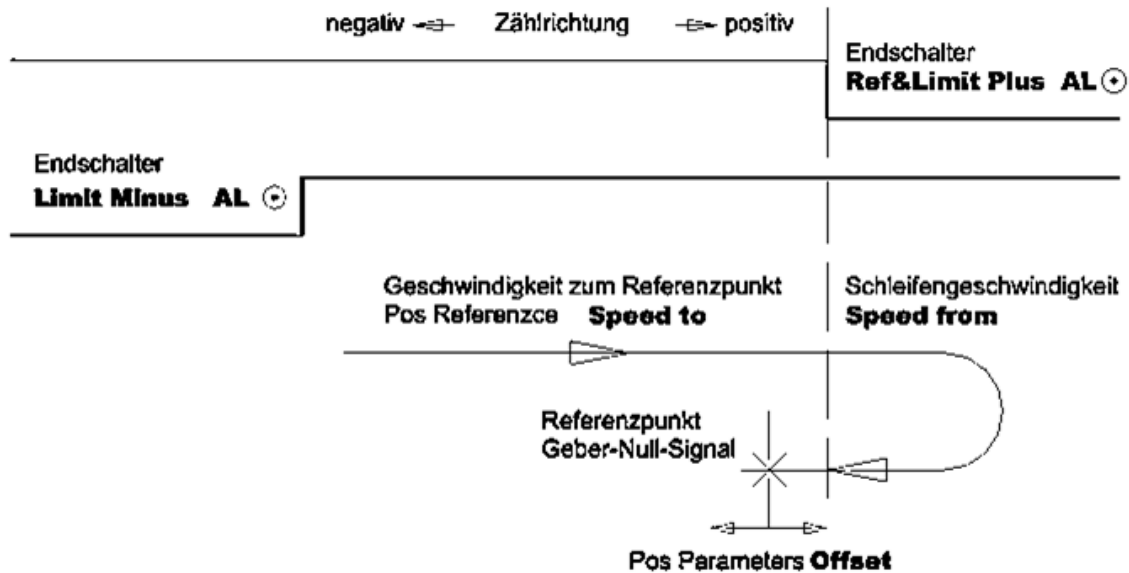 negativ Zählrichtung positiv
Endschalter
Ref&Limit Plus AL
Endschalter
Limit Minus AL
Geschwindigkeit zum Referenzpunkt
Pos Referenzce Speed to
Schleifengeschwindigkeit
Speed from
Referenzpunkt
Geber-Null-Signal
Pos Parameters Offset